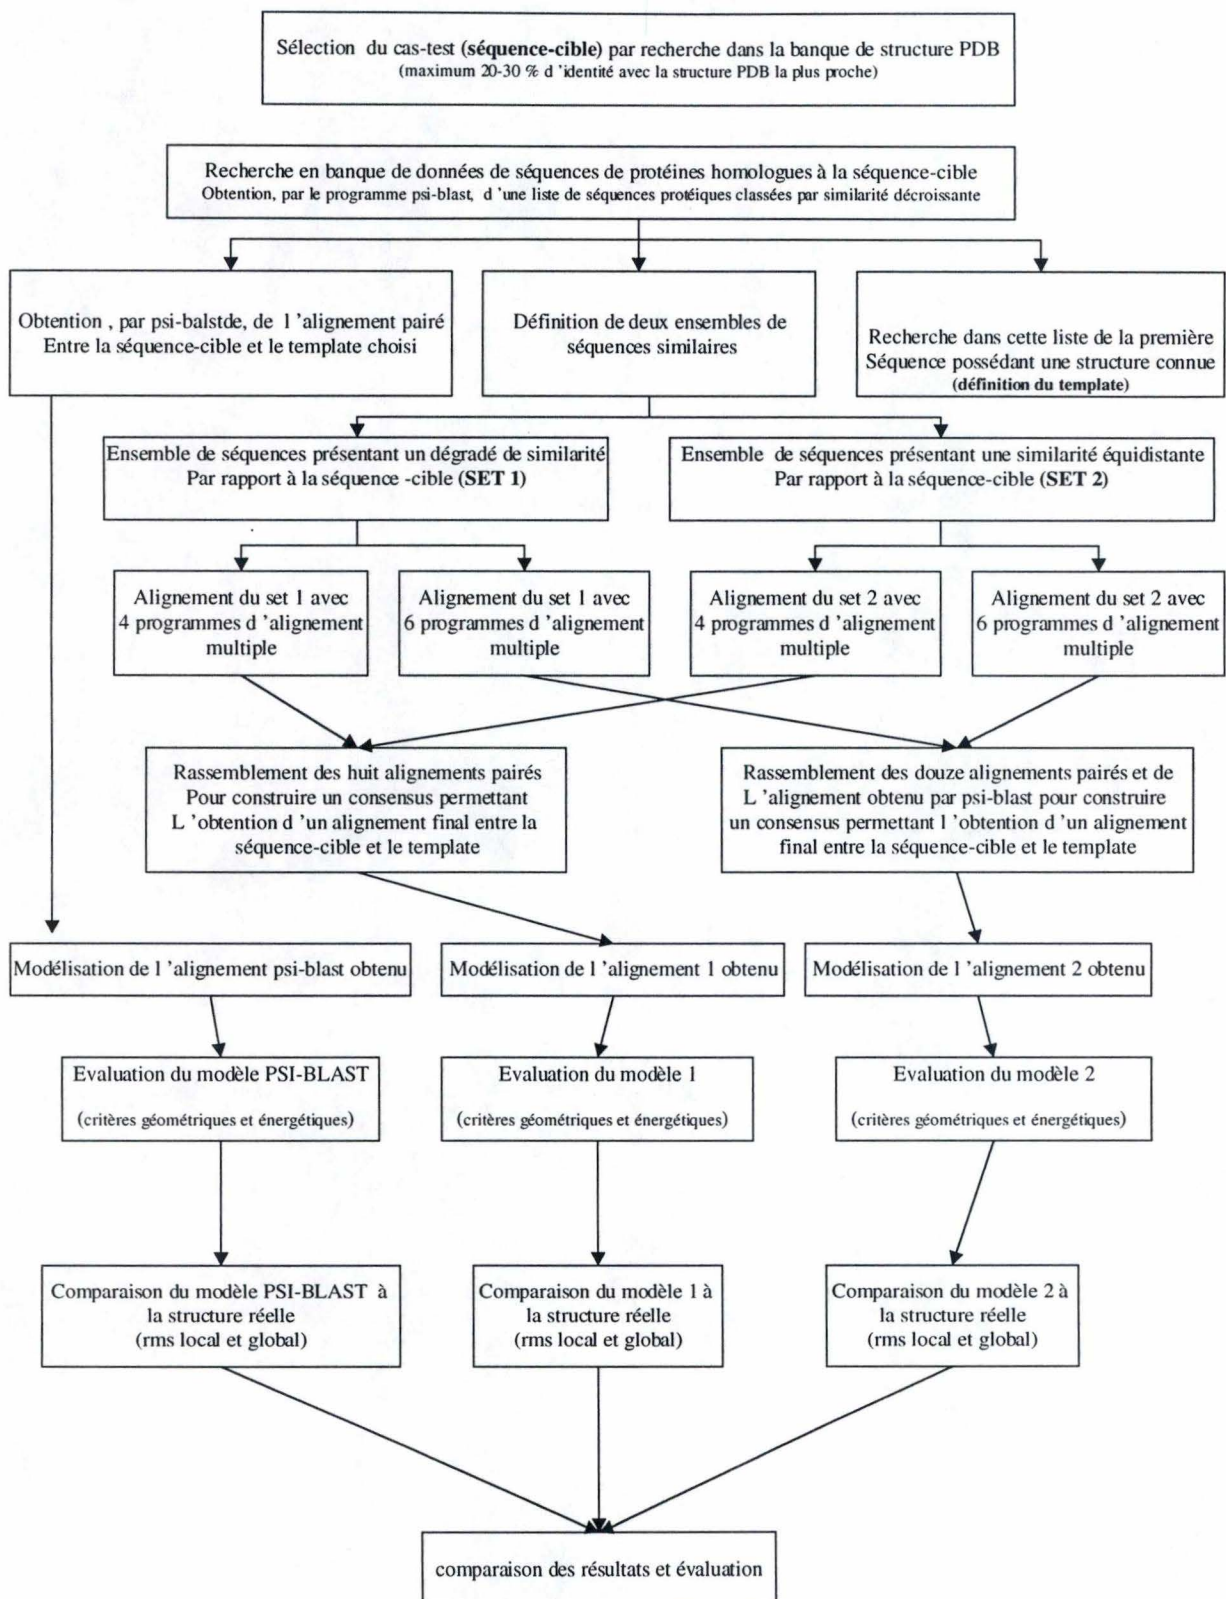 Sélection du cas-test (séquence-cible) par recherche dans la banque de structure PDB
(maximum 20-30 % d 'identité avec la structure PDB la plus proche)
Recherche en banque de données de séquences de protéines homologues à la séquence-cible
Obtention, par le programme psi-blast, d 'une liste de séquences protéiques classées par similarité décroissante
Obtention , par psi-balstde, de l 'alignement pairé
Entre la séquence-cible et le template choisi
Définition de deux ensembles de
séquences similaires
Recherche dans cette liste de la première
Séquence possédant une structure connue
(définition du template)
Ensemble de séquences présentant un dégradé de similarité
Par rapport à la séquence -cible (SET 1)
Ensemble de séquences présentant une similarité équidistante
Par rapport à la séquence-cible (SET 2)
Alignement du set 1 avec
4 programmes d 'alignement
multiple
Alignement du set 1 avec
6 programmes d 'alignement
multiple
Alignement du set 2 avec
4 programmes d 'alignement
multiple
Alignement du set 2 avec
6 programmes d 'alignement
multiple
Rassemblement des huit alignements pairés
Pour construire un consensus permettant
L 'obtention d 'un alignement final entre la
séquence-cible et le template
Rassemblement des douze alignements pairés et de
L 'alignement obtenu par psi-blast pour construire
un consensus permettant l 'obtention d 'un alignement
final entre la séquence-cible et le template
Modélisation de l 'alignement psi-blast obtenu
Modélisation de l 'alignement 1 obtenu
Modélisation de l 'alignement 2 obtenu
Evaluation du modèle PSI-BLAST
(critères géométriques et énergétiques)
Evaluation du modèle 1
(critères géométriques et énergétiques)
Evaluation du modèle 2
(critères géométriques et énergétiques)
Comparaison du modèle PSI-BLAST à
la structure réelle
(rms local et global)
Comparaison du modèle 1 à
la structure réelle
(rms local et global)
Comparaison du modèle 2 à
la structure réelle
(rms local et global)
comparaison des résultats et évaluation